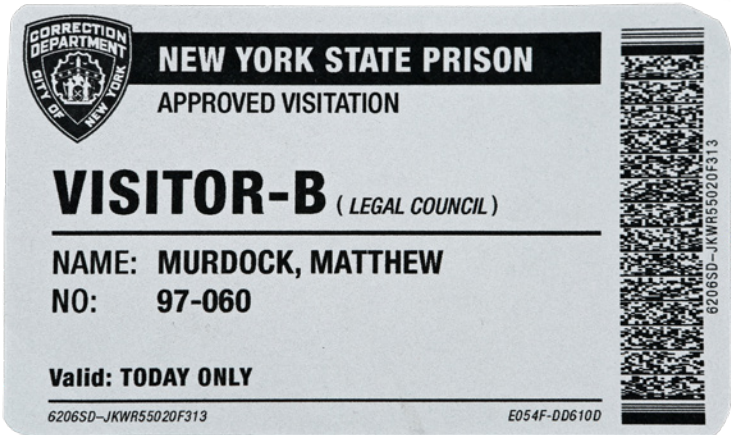 CORRECTION
DEPARTMENT
CITY OF NEW YORK
NEW YORK STATE PRISON
APPROVED VISITATION
VISITOR-B ( LEGAL COUNCIL )
NAME: MURDOCK, MATTHEW
NO: 97-060
Valid: TODAY ONLY
6206SD–JKWR55020F313 E054F-DD610D
6206SD–JKWR55020F313